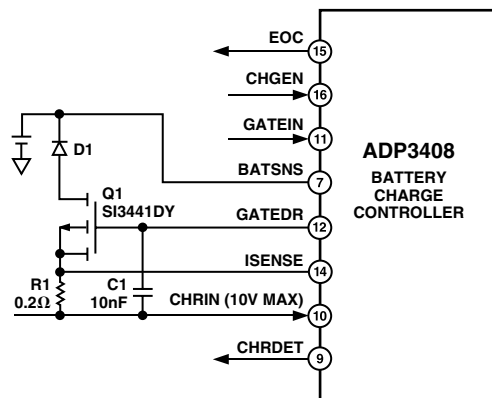 EOC
15
CHGEN
16
GATEIN
11
ADP3408
BATTERY
CHARGE
CONTROLLER
D1
BATSNS
7
Q1
SI3441DY
GATEDR
12
ISENSE
14
R1
0.2Ω
C1
10nF
CHRIN (10V MAX)
10
CHRDET
9